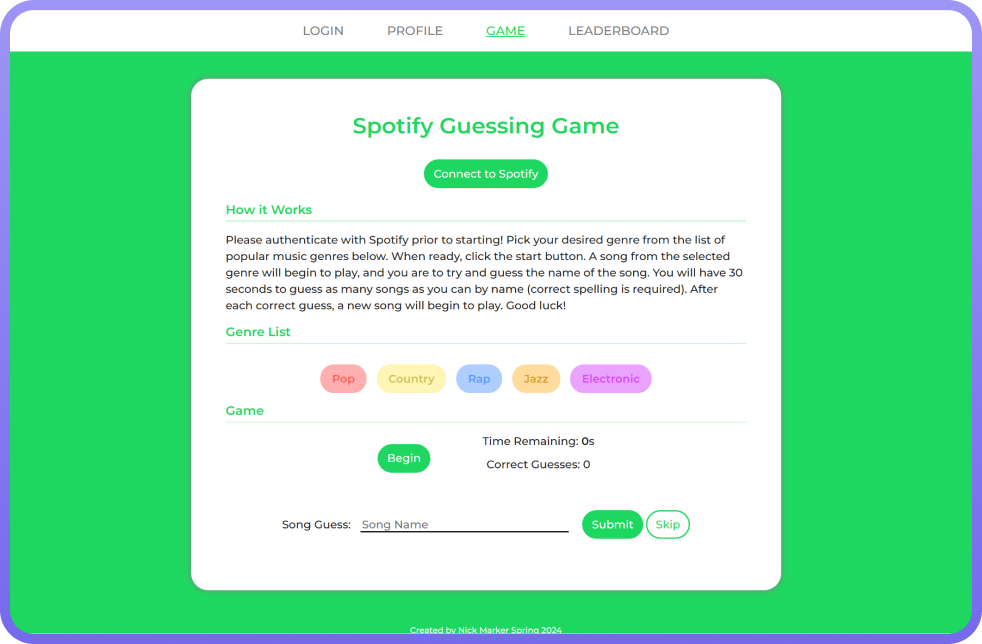 LOGIN PROFILE GAME LEADERBOARD
Spotify Guessing Game
Connect to Spotify
How it Works
Please authenticate with Spotify prior to starting! Pick your desired genre from the list of
popular music genres below. When ready, click the start button. A song from the selected
genre will begin to play, and you are to try and guess the name of the song. You will have 30
seconds to guess as many songs as you can by name (correct spelling is required). After
each correct guess, a new song will begin to play. Good luck!
Genre List
Pop Country Rap Jazz Electronic
Game
Time Remaining: 0s
Begin
Correct Guesses: 0
Song Guess: Song Name Submit Skip
Created by Nick Marker Spring 2024